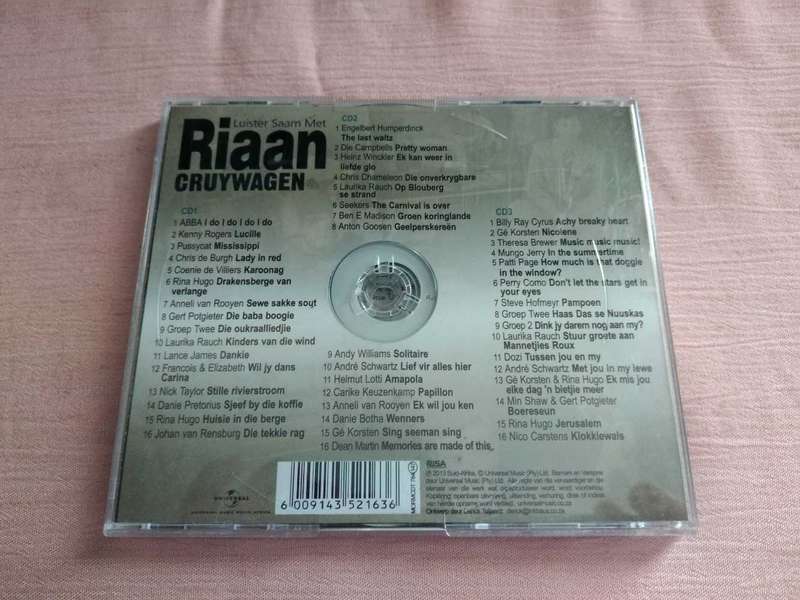 Luister Saam Met
Riaan
CRUYWAGEN
CD1
1 ABBA I do I do I do I do
2 Kenny Rogers Lucille
3 Pussycat Mississippi
4 Chris de Burgh Lady in red
5 Coenie de Villiers Karoonag
6 Rina Hugo Drakensberge van
verlange
7 Anneli van Rooyen Sewe sakke sout
8 Gert Potgieter Die baba boogie
9 Groep Twee Die oukraalliedjie
10 Laurika Rauch Kinders van die wind
11 Lance James Dankie
12 Francois & Elizabeth Wil jy dans
Carina
13 Nick Taylor Stille rivierstroom
14 Danie Pretorius Sjeef by die koffie
15 Rina Hugo Huisie in die berge
16 Johan van Rensburg Die tekkie rag
CD2
1 Engelbert Humperdinck
The last waltz
2 Die Campbells Pretty woman
3 Heinz Winckler Ek kan weer in
liefde glo
4 Chris Chameleon Die onverkrygbare
5 Laurika Rauch Op Blouberg
se strand
6 Seekers The Carnival is over
7 Ben E Madison Groen koringlande
8 Anton Goosen Geelperskereën
9 Andy Williams Solitaire
10 André Schwartz Lief vir alles hier
11 Helmut Lotti Amapola
12 Carike Keuzenkamp Papillon
13 Anneli van Rooyen Ek wil jou ken
14 Danie Botha Wenners
15 Gé Korsten Sing seeman sing
16 Dean Martin Memories are made of this
CD3
1 Billy Ray Cyrus Achy breaky heart
2 Gé Korsten Nicolene
3 Theresa Brewer Music music music!
4 Mungo Jerry In the summertime
5 Patti Page How much is that doggie
in the window?
6 Perry Como Don't let the stars get in
your eyes
7 Steve Hofmeyr Pampoen
8 Groep Twee Haas Das se Nuuskas
9 Groep 2 Dink jy darem nog aan my?
10 Laurika Rauch Stuur groete aan
Mannetjies Roux
11 Dozi Tussen jou en my
12 André Schwartz Met jou in my lewe
13 Gé Korsten & Rina Hugo Ek mis jou
elke dag 'n bietjie meer
14 Min Shaw & Gert Potgieter
Boereseun
15 Rina Hugo Jerusalem
16 Nico Carstens Klokkiewals
UNIVERSAL
6 009143 521636
RISA